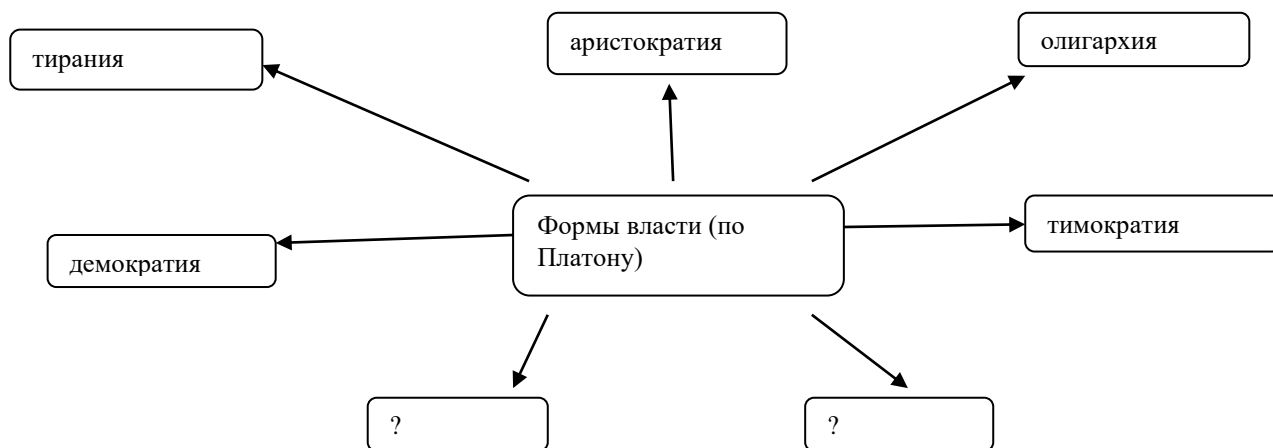 тирания
аристократия
олигархия
Формы власти (по
Платону)
тимократия
демократия
?
?